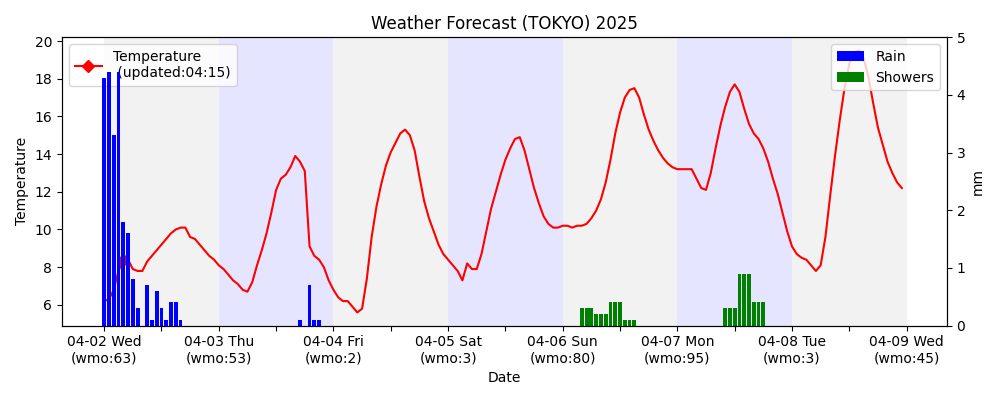 Weather Forecast (TOKYO) 2025
Temperature
(updated:04:15)
Rain
Showers
20
18
16
14
12
10
8
6
Temperature
5
4
3
2
1
0
mm
04-02 Wed
(wmo:63)
04-03 Thu
(wmo:53)
04-04 Fri
(wmo:2)
04-05 Sat
(wmo:3)
04-06 Sun
(wmo:80)
04-07 Mon
(wmo:95)
04-08 Tue
(wmo:3)
04-09 Wed
(wmo:45)
Date